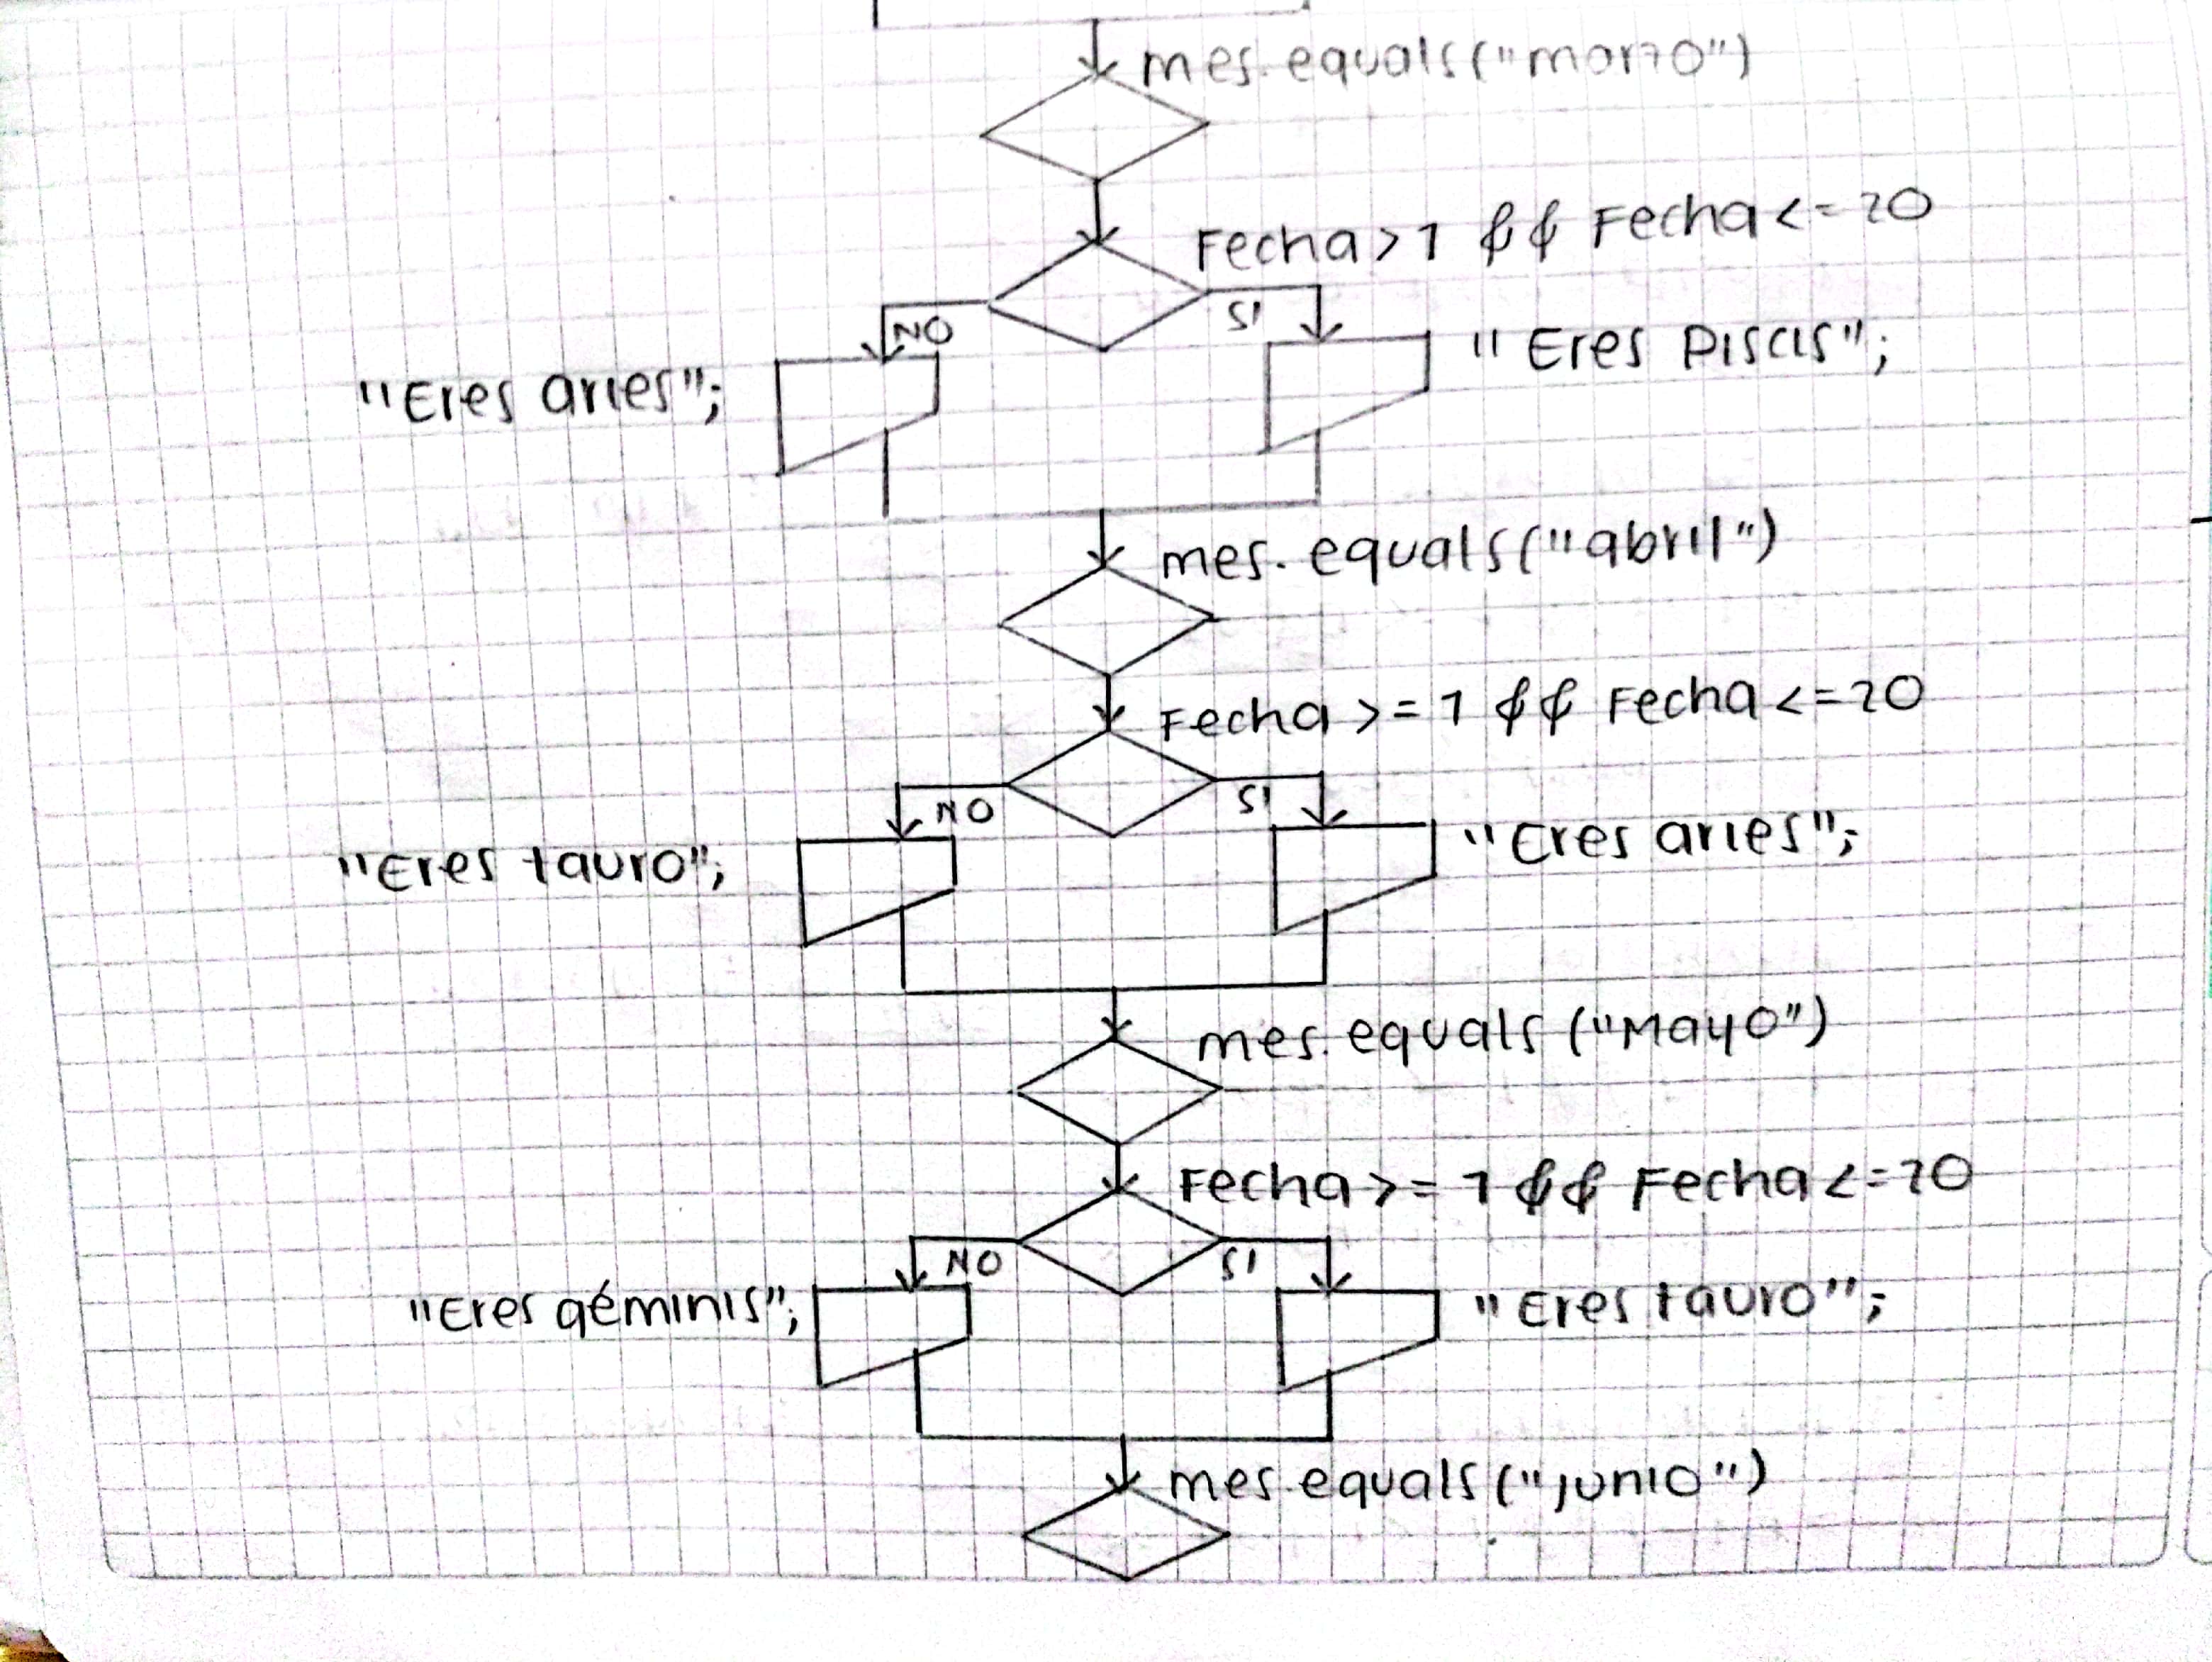 mes.equals("marzo")
Fecha > 1 && Fecha <= 20
NO
SI
"Eres Piscis";
"Eres aries";
mes.equals("abril")
Fecha >= 1 && Fecha <= 20
NO
SI
"Eres aries";
"Eres tauro";
mes.equals("Mayo")
Fecha >= 1 && Fecha <= 20
NO
SI
"Eres géminis";
"Eres tauro";
mes.equals("junio")